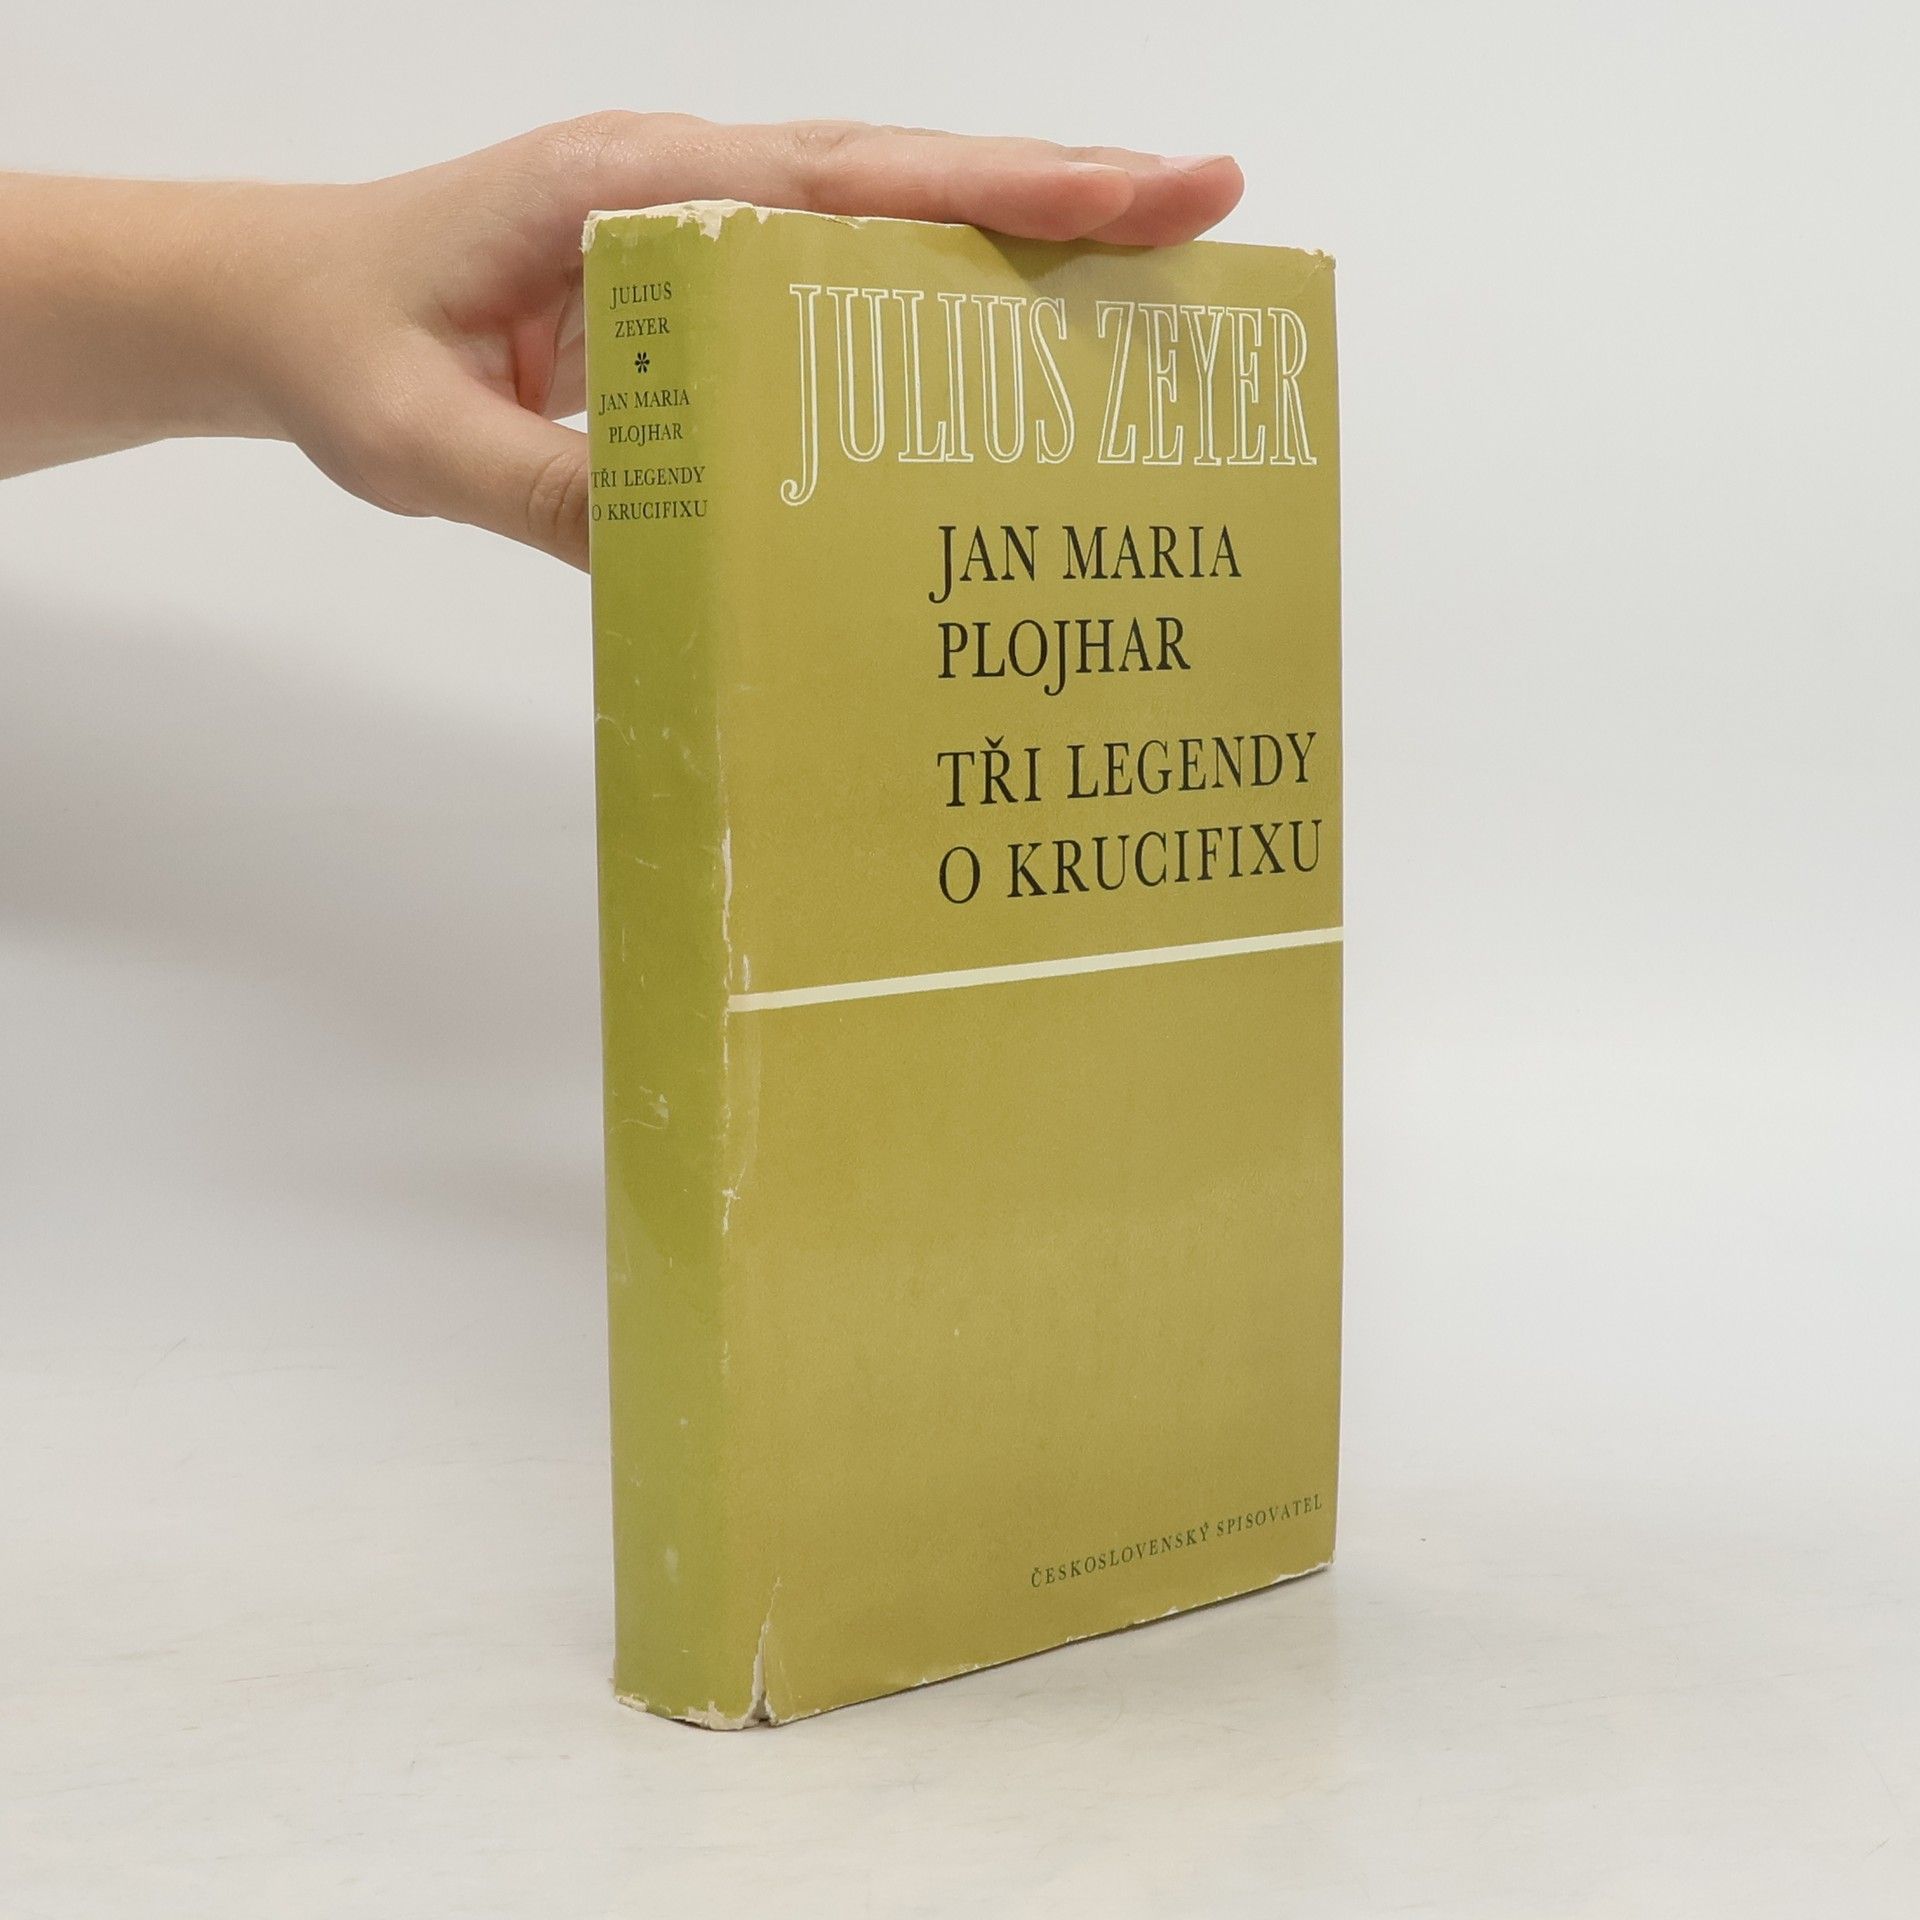 JULIUS
ZEYER
*
JAN MARIA
PLOJHAR
TŘI LEGENDY
O KRUCIFIXU
JULIUS ZEYER
JAN MARIA
PLOJHAR
TŘI LEGENDY
O KRUCIFIXU
ČESKOSLOVENSKÝ SPISOVATEL